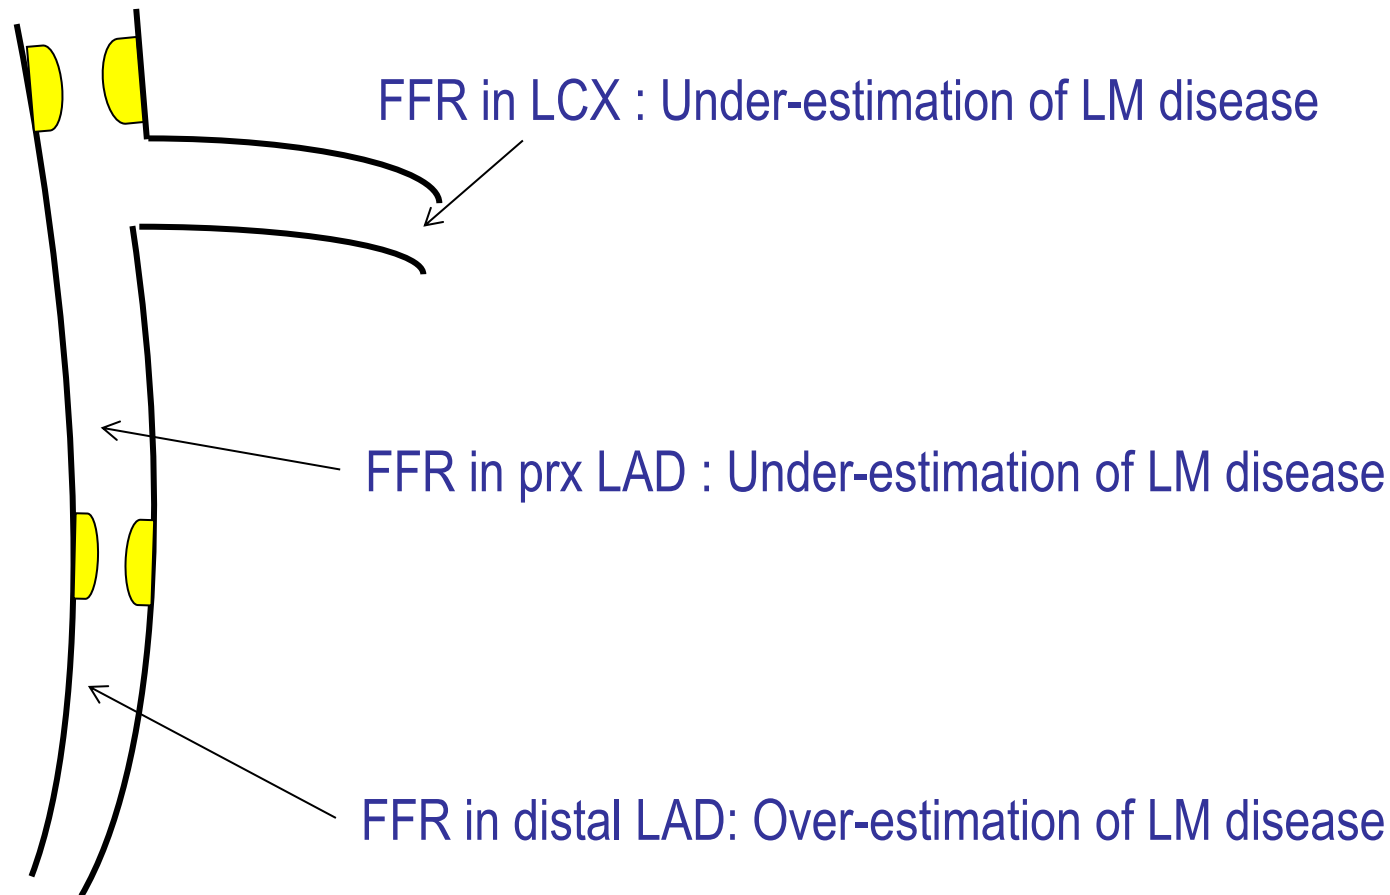 FFR in LCX : Under-estimation of LM disease
FFR in prx LAD : Under-estimation of LM disease
FFR in distal LAD: Over-estimation of LM disease